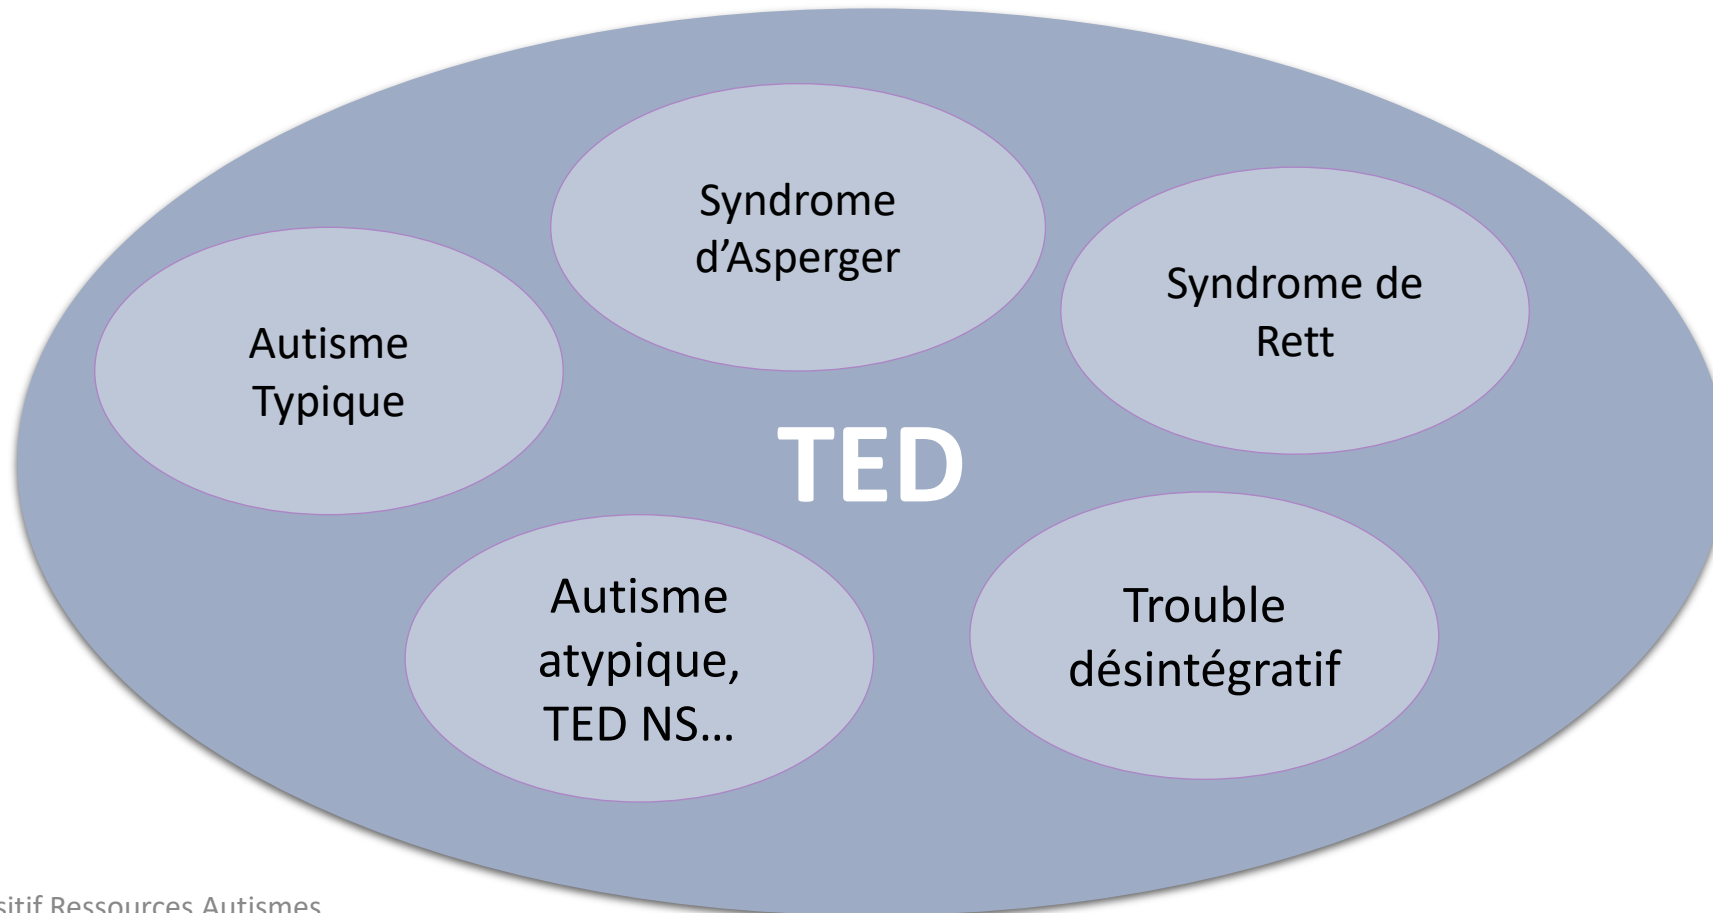 Syndrome
d’Asperger
Syndrome de
Rett
Autisme
Typique
TED
Autisme
atypique,
TED NS…
Trouble
désintégratif
sitif Ressources Autismes